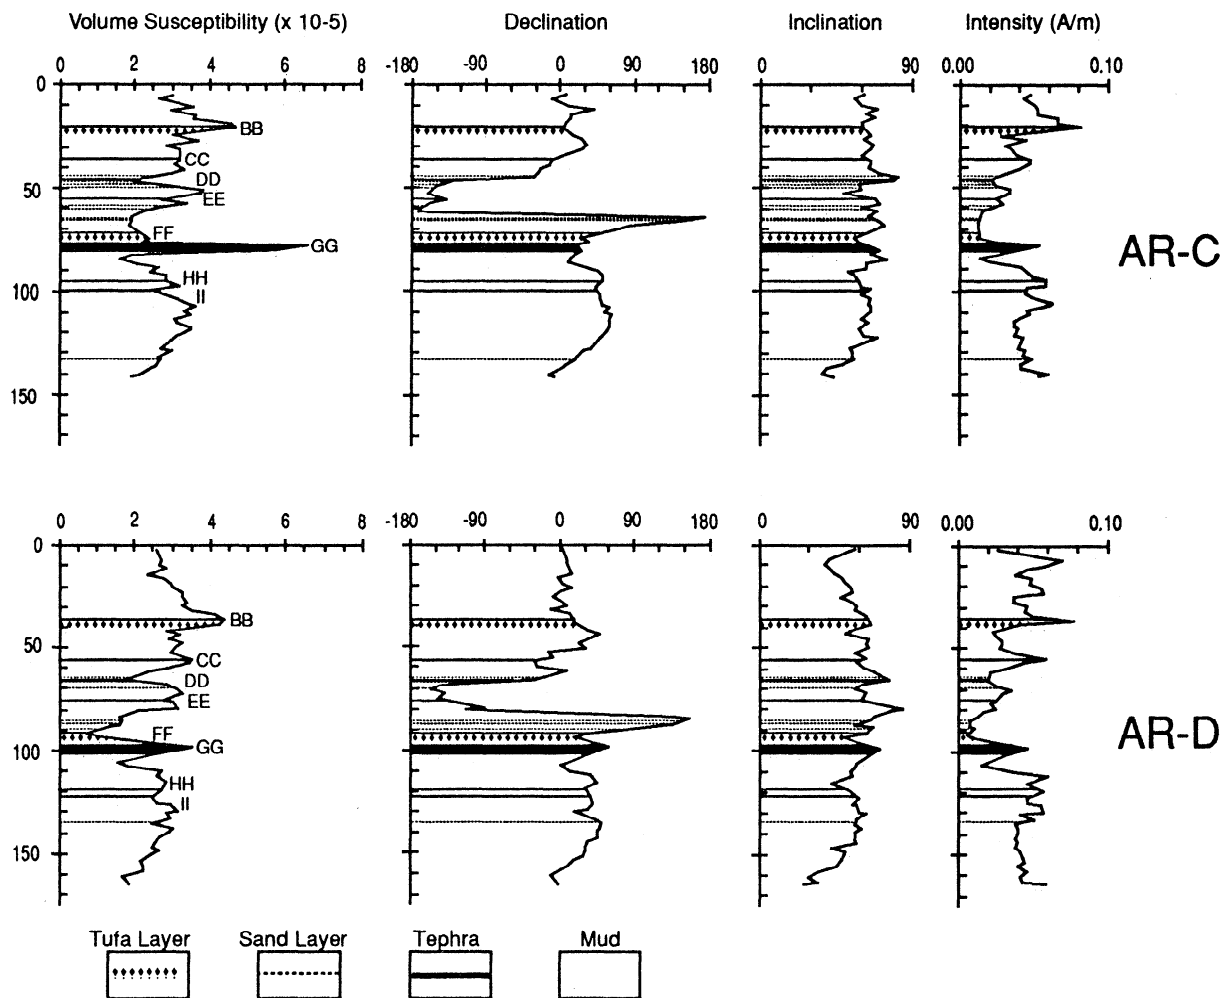 Volume Susceptibility (x 10-5) Declination Inclination Intensity (A/m)
0 2 4 6 8 -180 -90 0 90 180 0 90 0.00 0.10
0
BB
CC
DD
50
EE
FF
GG
AR-C
HH
100
II
150
0 2 4 6 8 -180 -90 0 90 180 0 90 0.00 0.10
0
BB
50
CC
DD
EE
FF
GG
AR-D
100
HH
II
150
Tufa Layer Sand Layer Tephra Mud